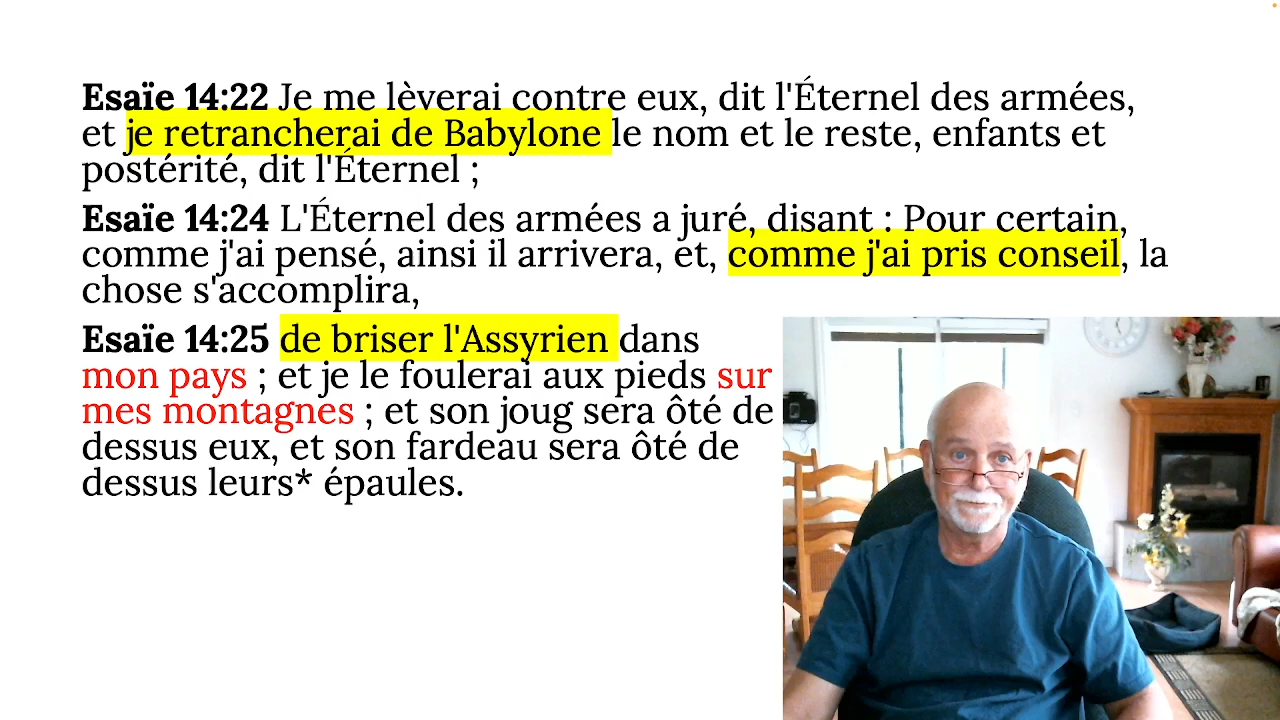 Esaïe 14:22 Je me lèverai contre eux, dit l'Éternel des armées,
et je retrancherai de Babylone le nom et le reste, enfants et
postérité, dit l'Éternel ;
Esaïe 14:24 L'Éternel des armées a juré, disant : Pour certain,
comme j'ai pensé, ainsi il arrivera, et, comme j'ai pris conseil, la
chose s'accomplira,
Esaïe 14:25 de briser l'Assyrien dans
mon pays ; et je le foulerai aux pieds sur
mes montagnes ; et son joug sera ôté de
dessus eux, et son fardeau sera ôté de
dessus leurs* épaules.